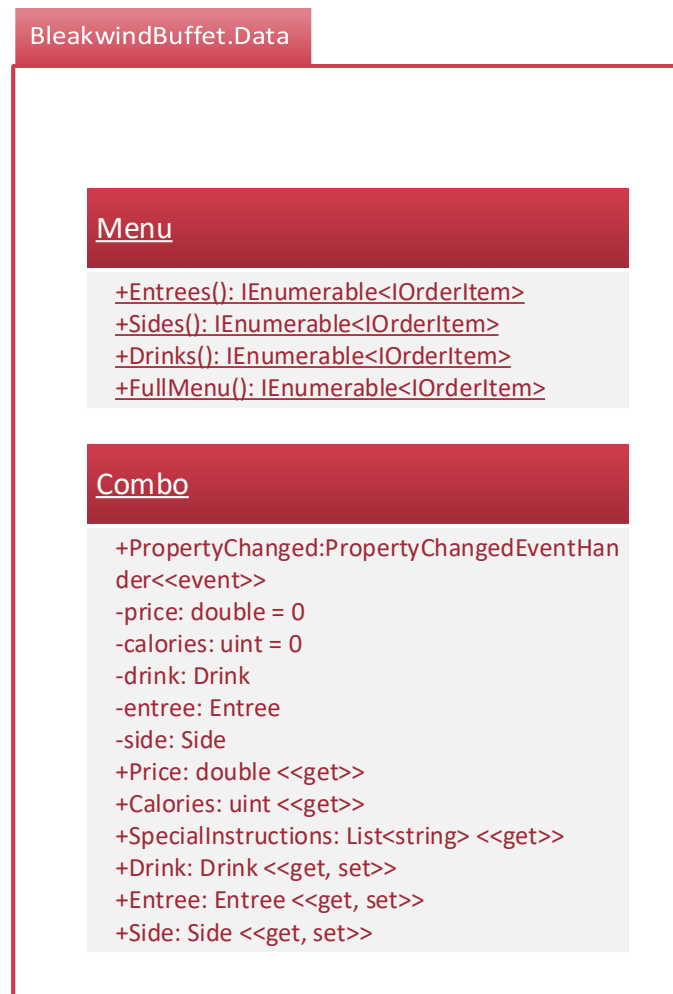 BleakwindBuffet.Data
Menu
+Entrees(): IEnumerable<IOrderItem>
+Sides(): IEnumerable<IOrderItem>
+Drinks(): IEnumerable<IOrderItem>
+FullMenu(): IEnumerable<IOrderItem>
Combo
+PropertyChanged:PropertyChangedEventHan
der<<event>>
-price: double = 0
-calories: uint = 0
-drink: Drink
-entree: Entree
-side: Side
+Price: double <<get>>
+Calories: uint <<get>>
+SpecialInstructions: List<string> <<get>>
+Drink: Drink <<get, set>>
+Entree: Entree <<get, set>>
+Side: Side <<get, set>>